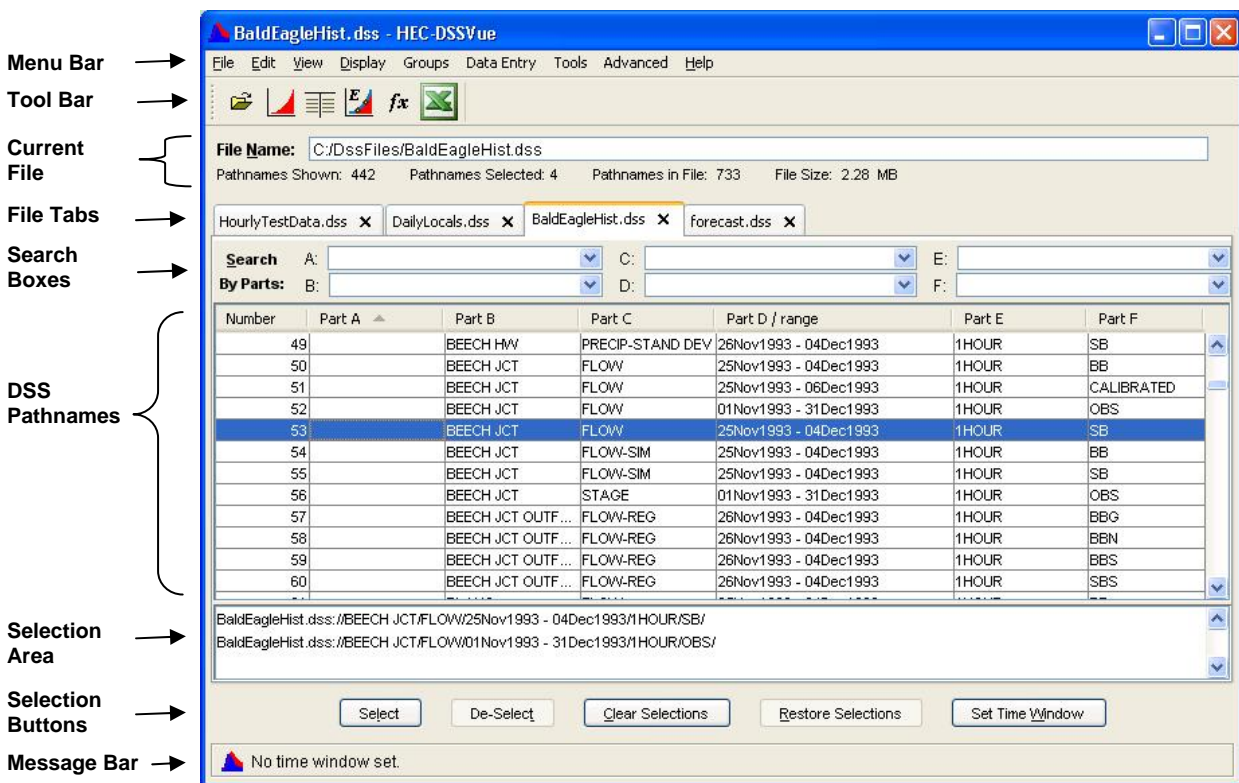 BaldEagleHist.dss - HEC-DSSVue
Menu Bar
File Edit View Display Groups Data Entry Tools Advanced Help
Tool Bar
E fx
Current File
File Name: C:/DssFiles/BaldEagleHist.dss
Pathnames Shown: 442 Pathnames Selected: 4 Pathnames in File: 733 File Size: 2.28 MB
File Tabs
HourlyTestData.dss DailyLocals.dss BaldEagleHist.dss forecast.dss
Search Boxes
Search A: C: E:
By Parts: B: D: F:
DSS Pathnames
Number Part A Part B Part C Part D / range Part E Part F
49 BEECH HW PRECIP-STAND DEV 26Nov1993 - 04Dec1993 1HOUR SB
50 BEECH JCT FLOW 25Nov1993 - 04Dec1993 1HOUR BB
51 BEECH JCT FLOW 25Nov1993 - 06Dec1993 1HOUR CALIBRATED
52 BEECH JCT FLOW 01Nov1993 - 31Dec1993 1HOUR OBS
53 BEECH JCT FLOW 25Nov1993 - 04Dec1993 1HOUR SB
54 BEECH JCT FLOW-SIM 25Nov1993 - 04Dec1993 1HOUR BB
55 BEECH JCT FLOW-SIM 25Nov1993 - 04Dec1993 1HOUR SB
56 BEECH JCT STAGE 01Nov1993 - 31Dec1993 1HOUR OBS
57 BEECH JCT OUTF... FLOW-REG 26Nov1993 - 04Dec1993 1HOUR BBG
58 BEECH JCT OUTF... FLOW-REG 26Nov1993 - 04Dec1993 1HOUR BBN
59 BEECH JCT OUTF... FLOW-REG 26Nov1993 - 04Dec1993 1HOUR BBS
60 BEECH JCT OUTF... FLOW-REG 26Nov1993 - 04Dec1993 1HOUR SBS
Selection Area
BaldEagleHist.dss://BEECH JCT/FLOW/25Nov1993 - 04Dec1993/1HOUR/SB/
BaldEagleHist.dss://BEECH JCT/FLOW/01Nov1993 - 31Dec1993/1HOUR/OBS/
Selection Buttons
Select De-Select Clear Selections Restore Selections Set Time Window
Message Bar
No time window set.